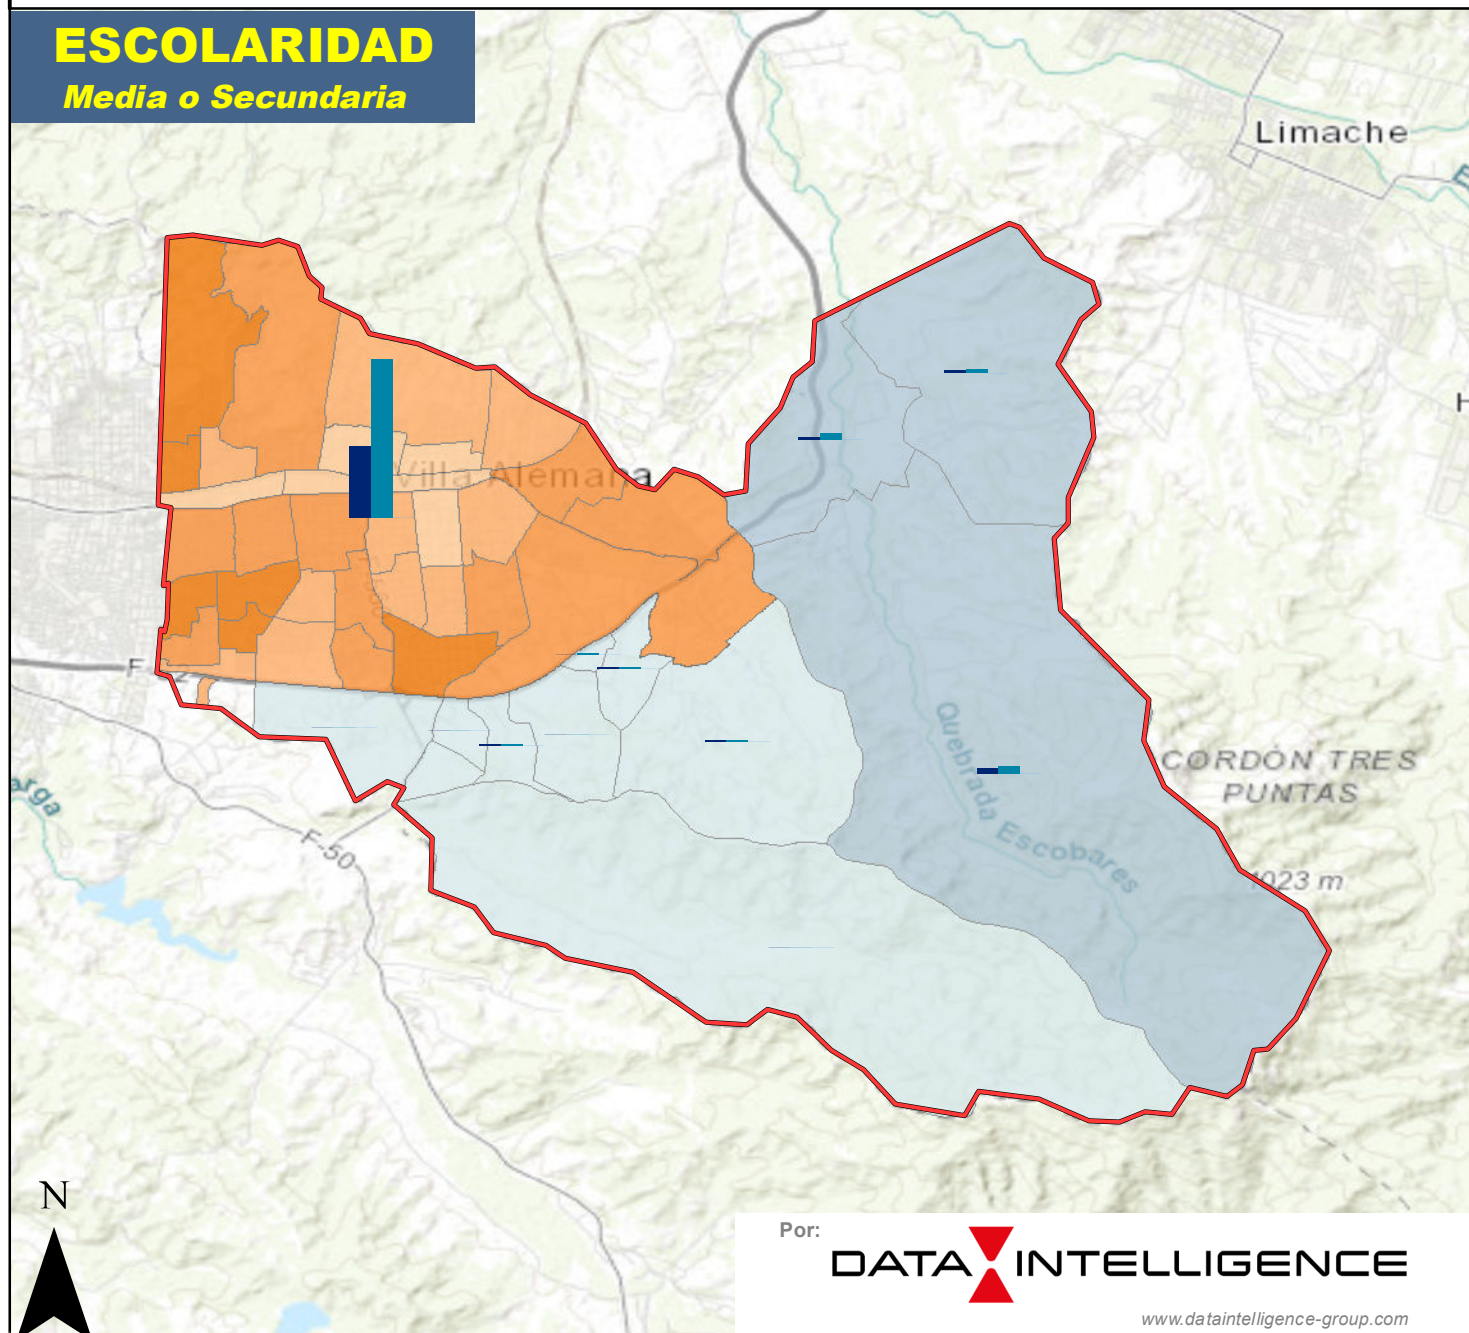 ESCOLARIDAD
Media o Secundaria
Limache
Villa Alemana
F-50
Quebrada Escobares
CORDÓN TRES
PUNTAS
1023 m
N
Por:
DATA INTELLIGENCE
www.dataintelligence-group.com